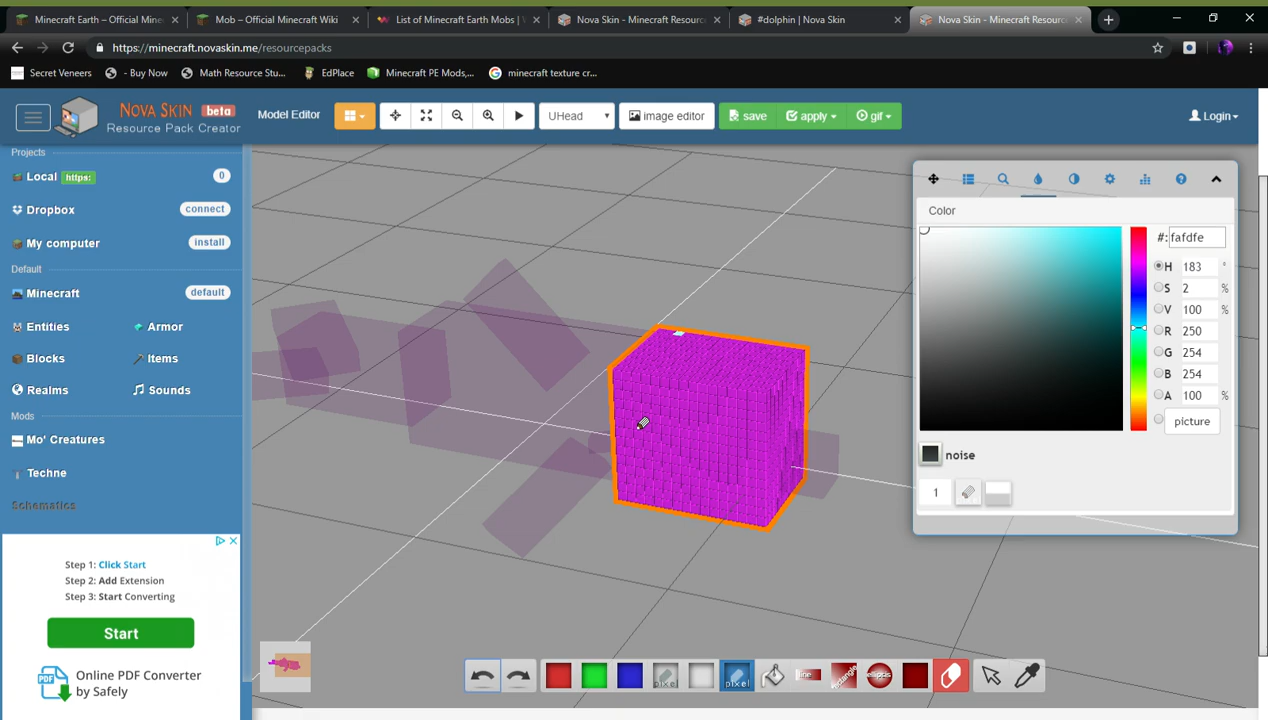 Minecraft Earth – Official Mine
Mob – Official Minecraft Wiki
List of Minecraft Earth Mobs |
Nova Skin - Minecraft Resourc
#dolphin | Nova Skin
Nova Skin - Minecraft Resour
https://minecraft.novaskin.me/resourcepacks
Secret Veneers
- Buy Now
Math Resource Stu...
EdPlace
Minecraft PE Mods,...
minecraft texture cr...
NOVA SKIN beta
Resource Pack Creator
Model Editor
UHead
image editor
save
apply
gif
Login
Projects
Local https: 0
Dropbox connect
My computer install
Default
Minecraft default
Entities Armor
Blocks Items
Realms Sounds
Mods
Mo' Creatures
Techne
Schematics
Step 1: Click Start
Step 2: Add Extension
Step 3: Start Converting
Start
PDF
Online PDF Converter
by Safely
Color
#: fafdfe
H 183 °
S 2 %
V 100 %
R 250
G 254
B 254
A 100 %
picture
noise
1
pixel
pixel
line
Rectangle
elliptic